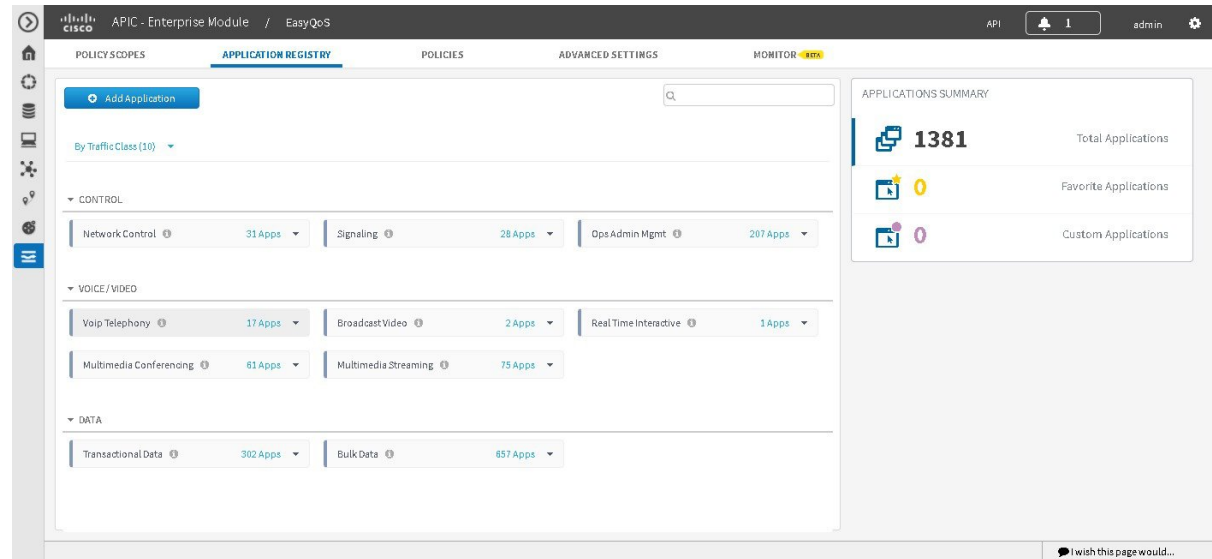 cisco APIC - Enterprise Module / EasyQoS API 1 admin
POLICY SCOPES APPLICATION REGISTRY POLICIES ADVANCED SETTINGS MONITOR BETA
Add Application
By Traffic Class (10)
CONTROL
Network Control 31 Apps Signaling 28 Apps Ops Admin Mgmt 207 Apps
VOICE / VIDEO
Voip Telephony 17 Apps Broadcast Video 2 Apps Real Time Interactive 1 Apps
Multimedia Conferencing 61 Apps Multimedia Streaming 75 Apps
DATA
Transactional Data 302 Apps Bulk Data 657 Apps
APPLICATIONS SUMMARY
1381 Total Applications
0 Favorite Applications
0 Custom Applications
I wish this page would...